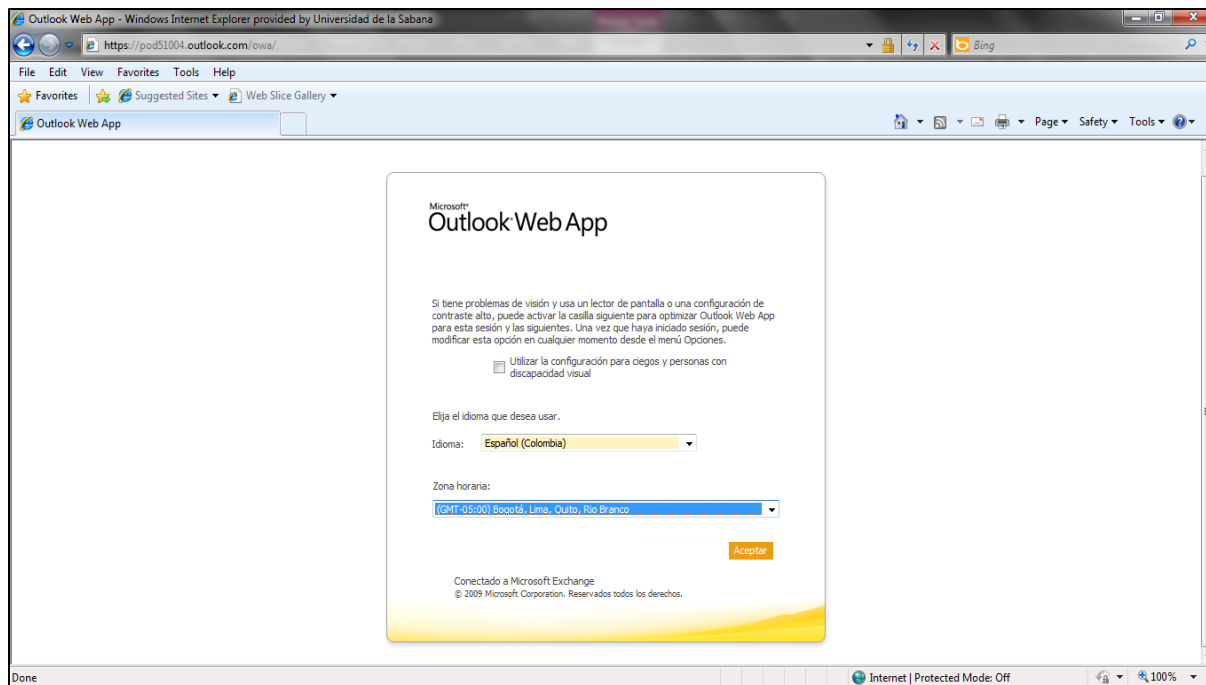 Outlook Web App - Windows Internet Explorer provided by Universidad de la Sabana
https://pod51004.outlook.com/owa/
Bing
File Edit View Favorites Tools Help
Favorites Suggested Sites Web Slice Gallery
Outlook Web App
Page Safety Tools
Microsoft®
Outlook Web App
Si tiene problemas de visión y usa un lector de pantalla o una configuración de
contraste alto, puede activar la casilla siguiente para optimizar Outlook Web App
para esta sesión y las siguientes. Una vez que haya iniciado sesión, puede
modificar esta opción en cualquier momento desde el menú Opciones.
Utilizar la configuración para ciegos y personas con
discapacidad visual
Elija el idioma que desea usar.
Idioma: Español (Colombia)
Zona horaria:
(GMT-05:00) Bogotá, Lima, Quito, Rio Branco
Aceptar
Conectado a Microsoft Exchange
© 2009 Microsoft Corporation. Reservados todos los derechos.
Done
Internet | Protected Mode: Off
100%